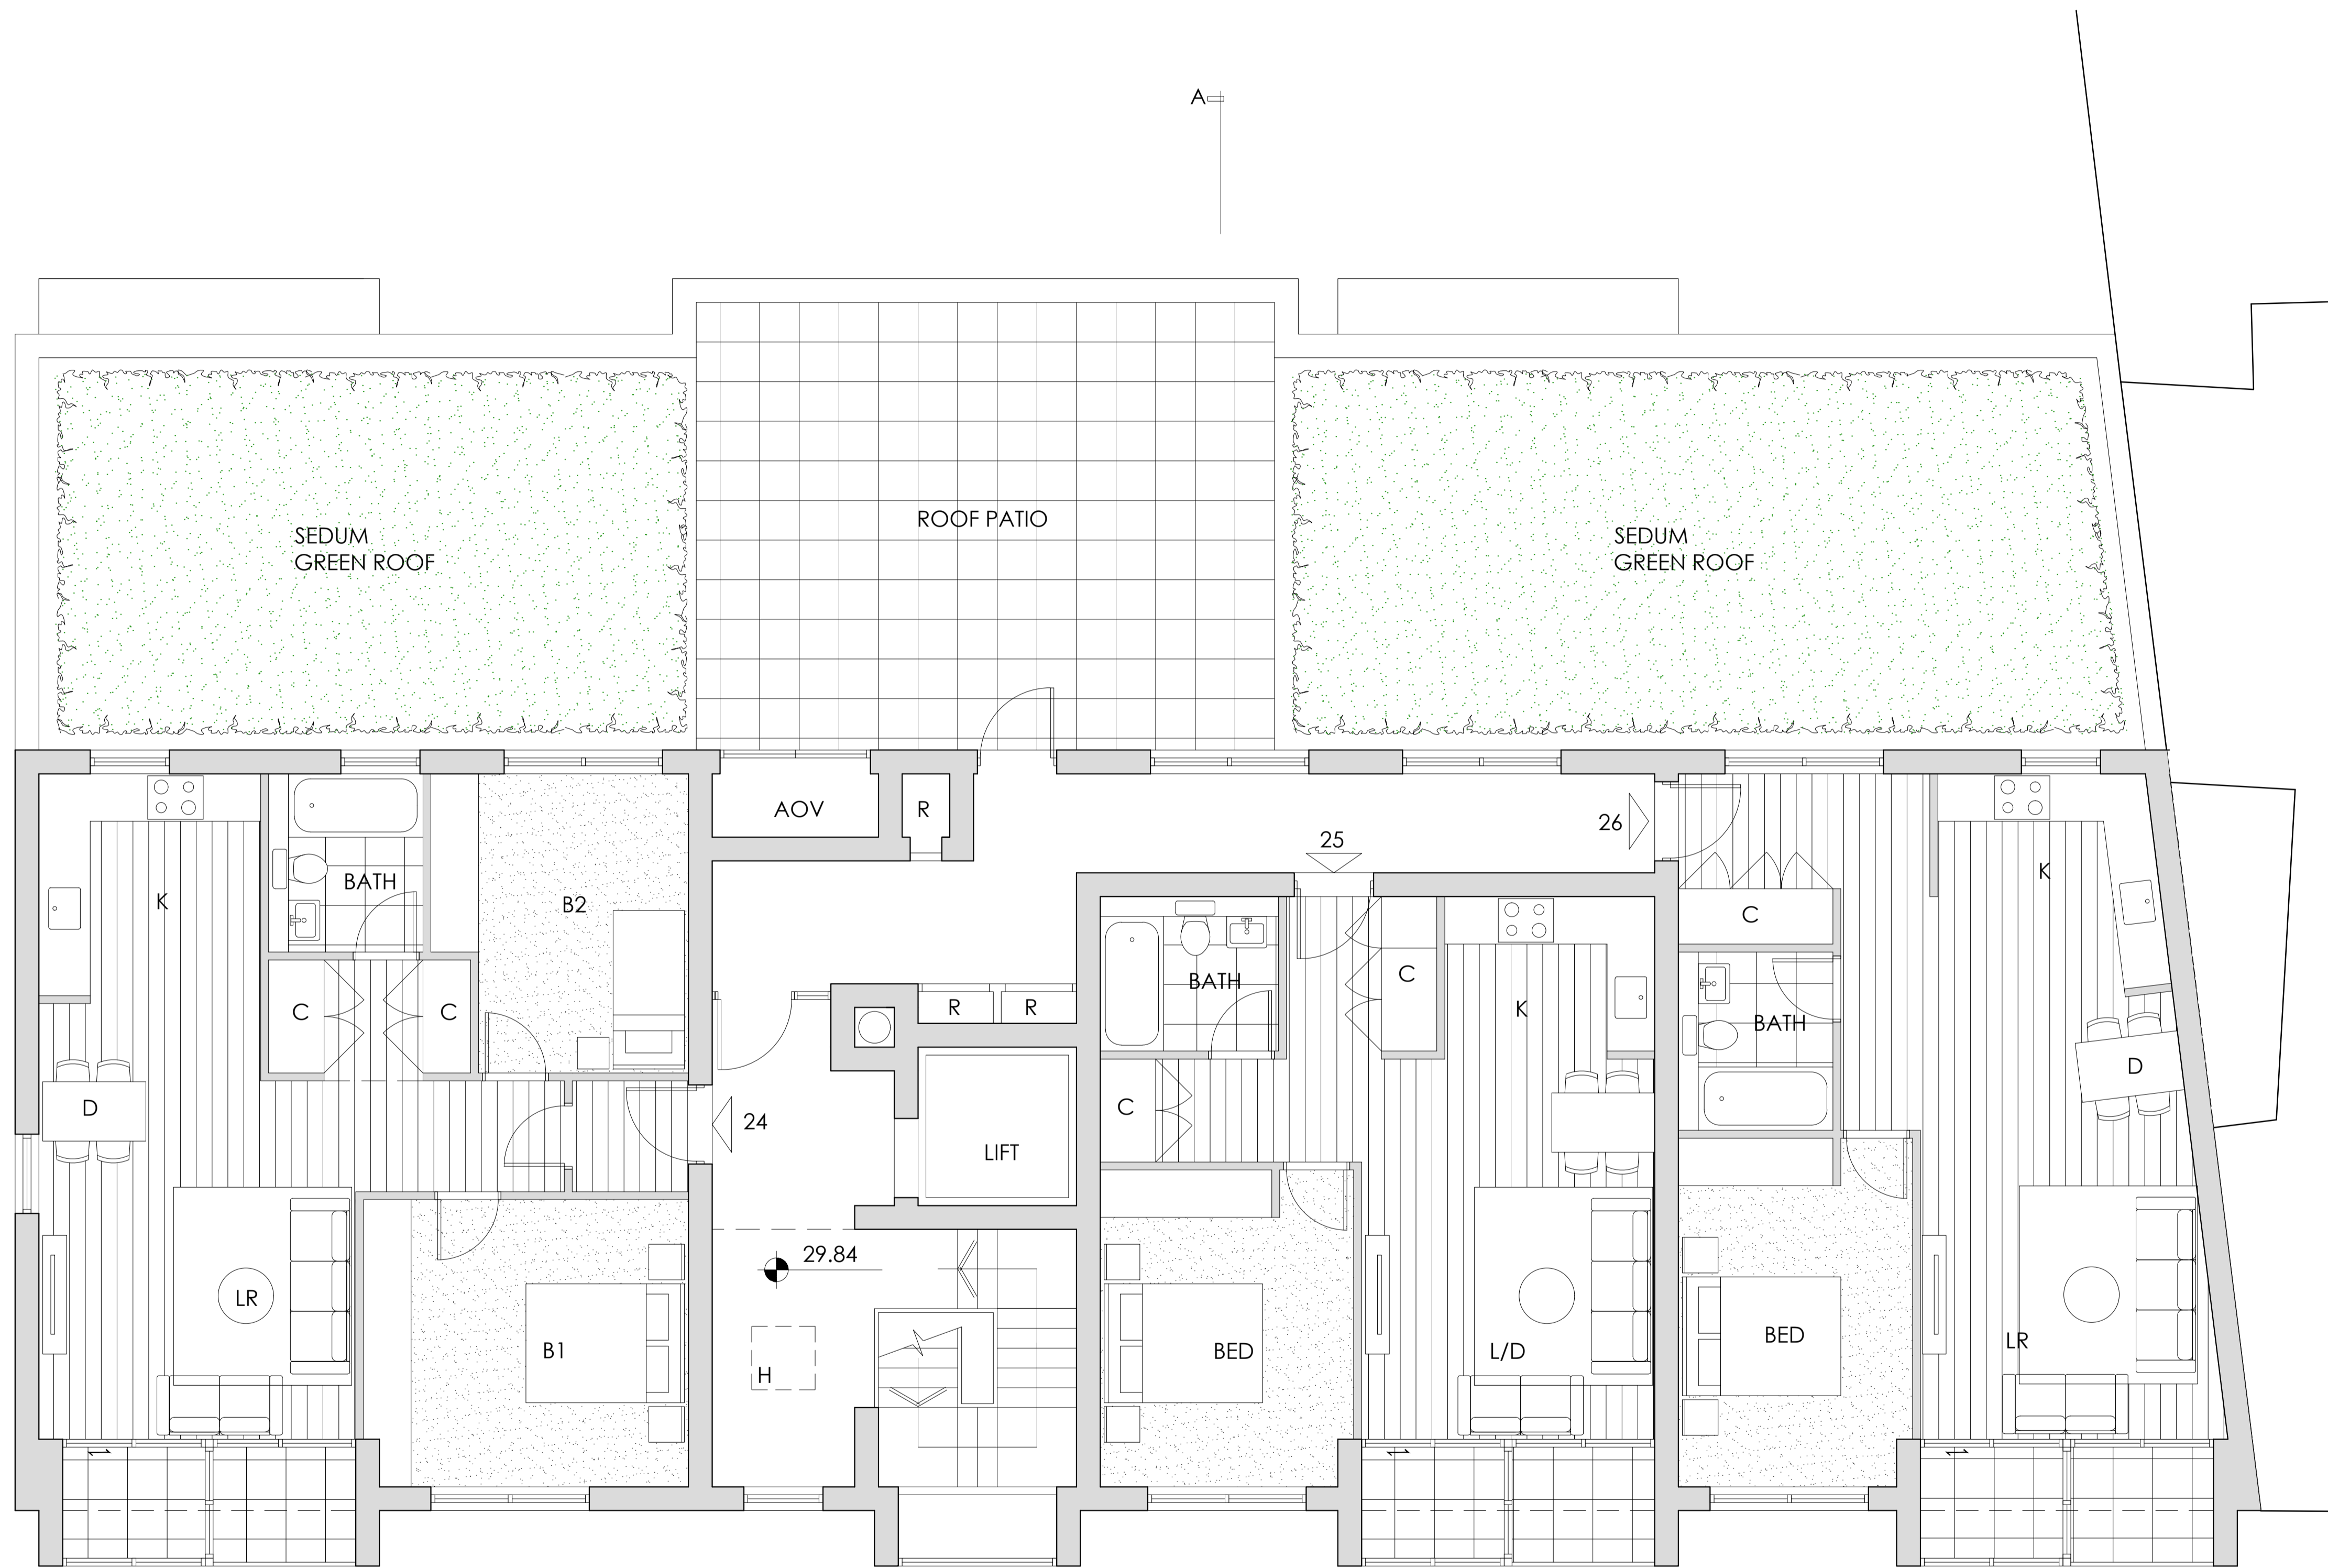 A
SEDUM
GREEN ROOF
ROOF PATIO
SEDUM
GREEN ROOF
AOV
R
25
26
K
BATH
B2
K
C
C
C
R
R
BATH
C
K
BATH
D
24
C
LIFT
D
29.84
LR
B1
H
BED
L/D
BED
LR